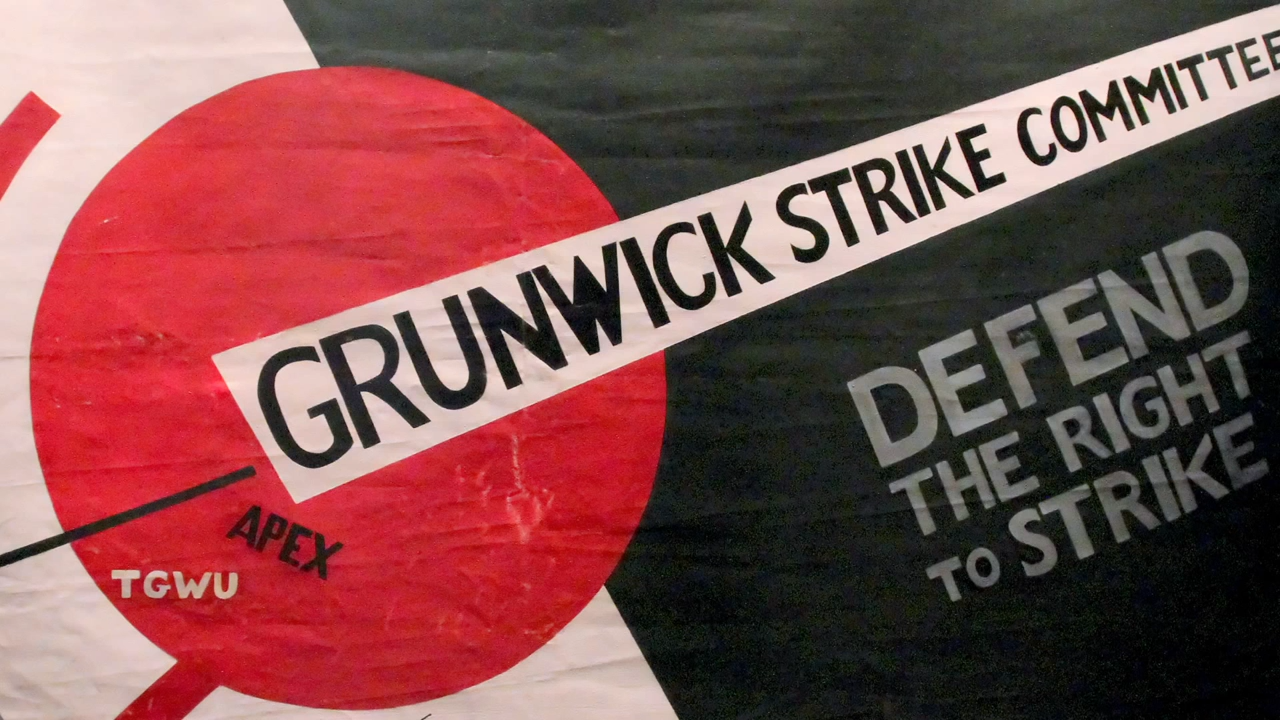 GRUNWICK STRIKE COMMITTEE
DEFEND
THE RIGHT
TO STRIKE
APEX
TGWU